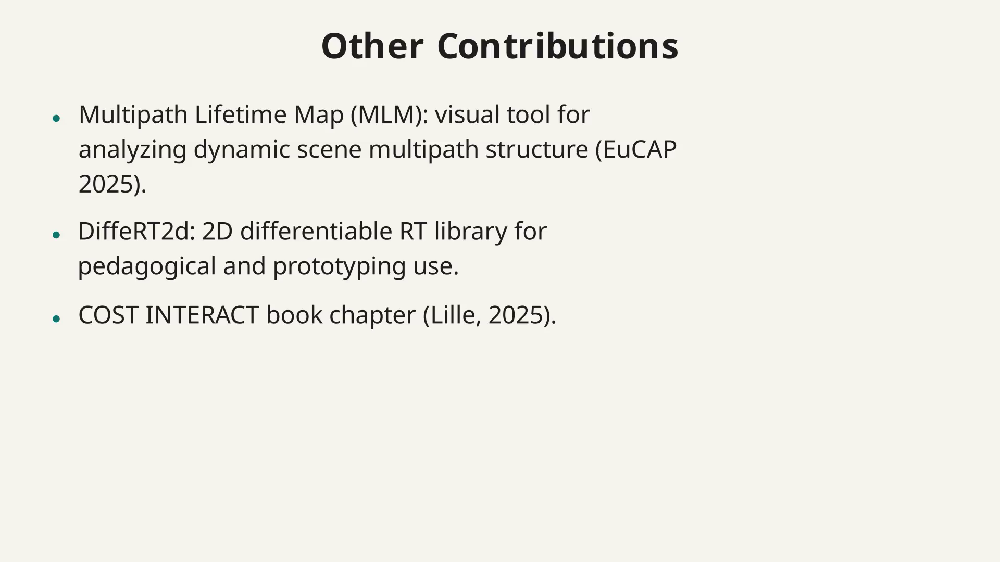 Other Contributions
• Multipath Lifetime Map (MLM): visual tool for
analyzing dynamic scene multipath structure (EuCAP
2025).
• DiffeRT2d: 2D differentiable RT library for
pedagogical and prototyping use.
• COST INTERACT book chapter (Lille, 2025).